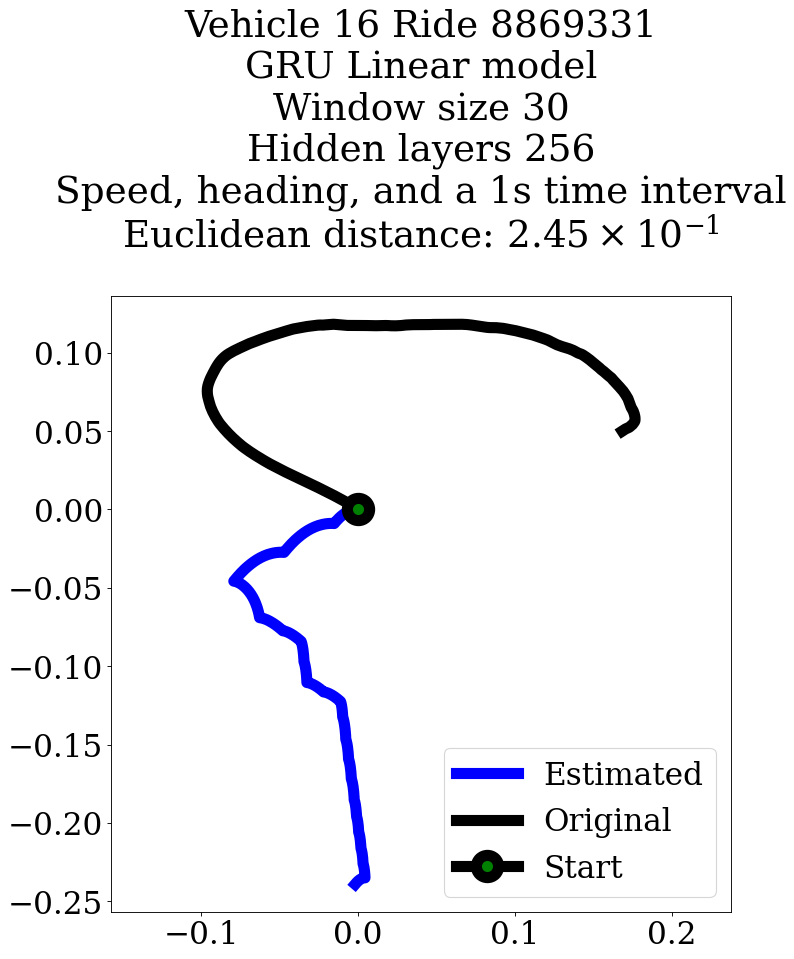 Vehicle 16 Ride 8869331
GRU Linear model
Window size 30
Hidden layers 256
Speed, heading, and a 1s time interval
Euclidean distance: 2.45 × 10⁻¹
0.10
0.05
0.00
−0.05
−0.10
−0.15
−0.20
−0.25
Estimated
Original
Start
−0.1 0.0 0.1 0.2